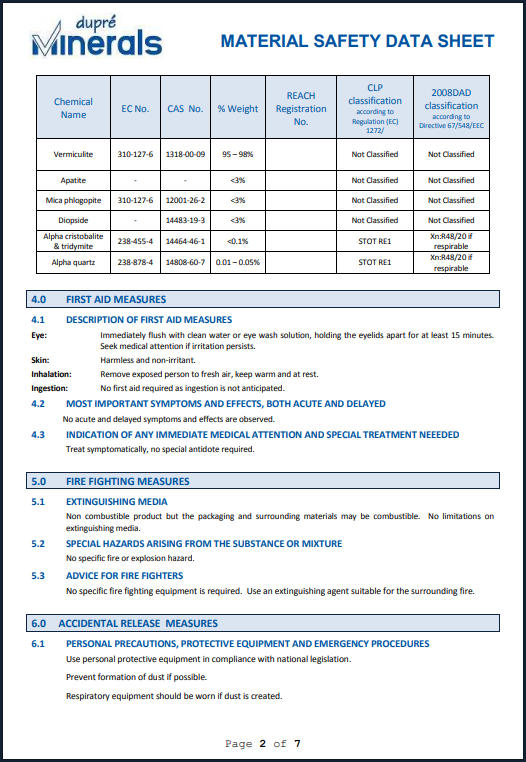 dupré
Minerals
MATERIAL SAFETY DATA SHEET
Chemical Name EC No. CAS No. % Weight REACH Registration No. CLP classification according to Regulation (EC) 1272/ 2008DAD classification according to Directive 67/548/EEC
Vermiculite 310-127-6 1318-00-09 95 – 98% Not Classified Not Classified
Apatite - - <3% Not Classified Not Classified
Mica phlogopite 310-127-6 12001-26-2 <3% Not Classified Not Classified
Diopside - 14483-19-3 <3% Not Classified Not Classified
Alpha cristobalite & tridymite 238-455-4 14464-46-1 <0.1% STOT RE1 Xn:R48/20 if respirable
Alpha quartz 238-878-4 14808-60-7 0.01 – 0.05% STOT RE1 Xn:R48/20 if respirable
4.0 FIRST AID MEASURES
4.1 DESCRIPTION OF FIRST AID MEASURES
Eye: Immediately flush with clean water or eye wash solution, holding the eyelids apart for at least 15 minutes.
Seek medical attention if irritation persists.
Skin: Harmless and non-irritant.
Inhalation: Remove exposed person to fresh air, keep warm and at rest.
Ingestion: No first aid required as ingestion is not anticipated.
4.2 MOST IMPORTANT SYMPTOMS AND EFFECTS, BOTH ACUTE AND DELAYED
No acute and delayed symptoms and effects are observed.
4.3 INDICATION OF ANY IMMEDIATE MEDICAL ATTENTION AND SPECIAL TREATMENT NEEEDED
Treat symptomatically, no special antidote required.
5.0 FIRE FIGHTING MEASURES
5.1 EXTINGUISHING MEDIA
Non combustible product but the packaging and surrounding materials may be combustible. No limitations on
extinguishing media.
5.2 SPECIAL HAZARDS ARISING FROM THE SUBSTANCE OR MIXTURE
No specific fire or explosion hazard.
5.3 ADVICE FOR FIRE FIGHTERS
No specific fire fighting equipment is required. Use an extinguishing agent suitable for the surrounding fire.
6.0 ACCIDENTAL RELEASE MEASURES
6.1 PERSONAL PRECAUTIONS, PROTECTIVE EQUIPMENT AND EMERGENCY PROCEDURES
Use personal protective equipment in compliance with national legislation.
Prevent formation of dust if possible.
Respiratory equipment should be worn if dust is created.
Page 2 of 7